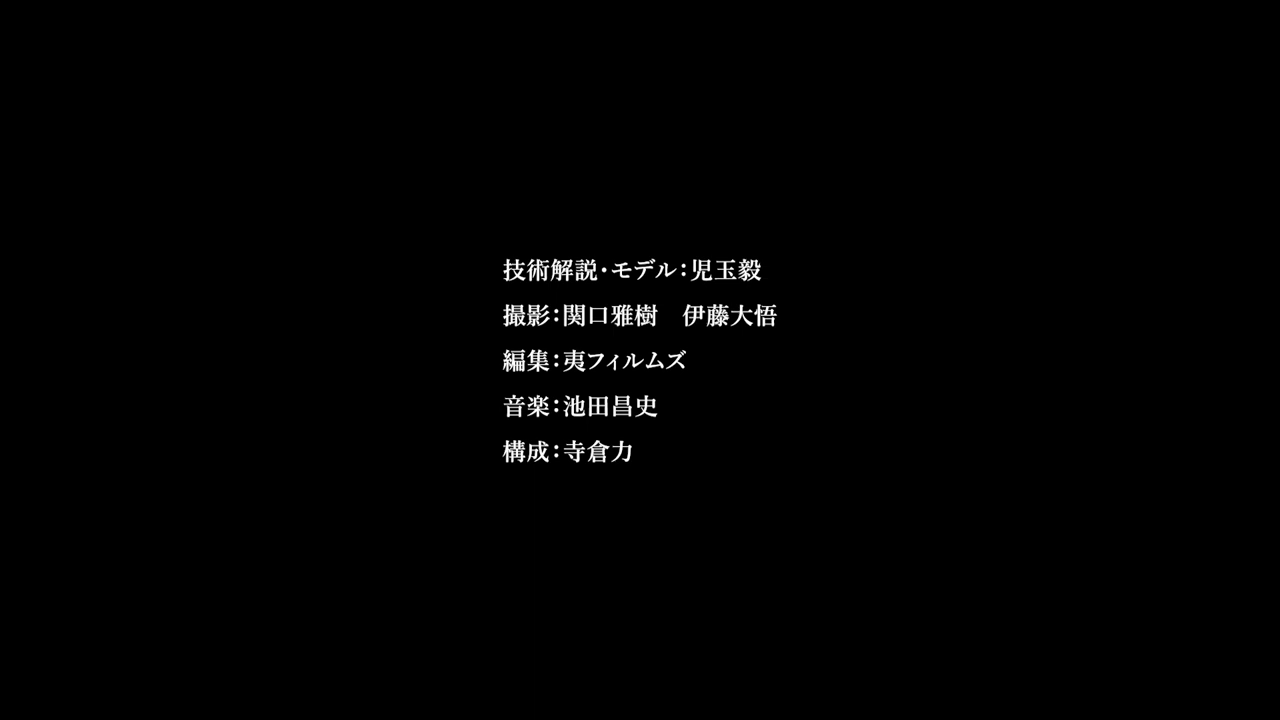 技術解説・モデル：児玉毅
撮影：関口雅樹　伊藤大悟
編集：夷フィルムズ
音楽：池田昌史
構成：寺倉力